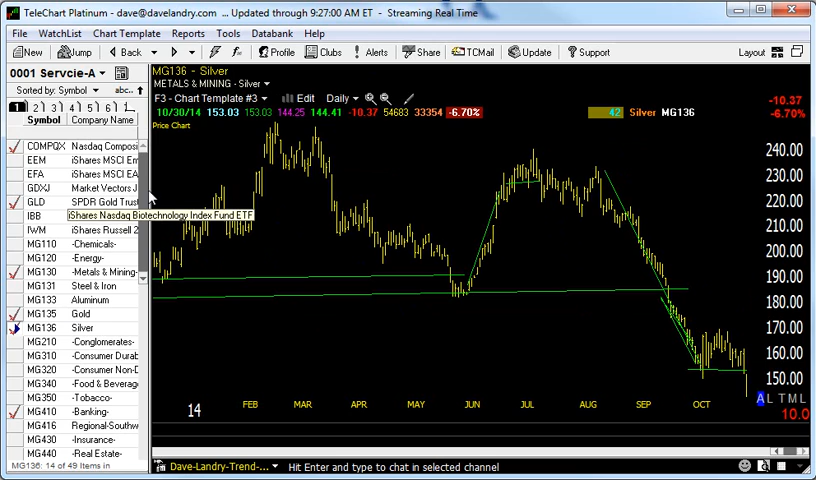 TeleChart Platinum - dave@davelandry.com ... Updated through 9:27:00 AM ET - Streaming Real Time
File WatchList Chart Template Reports Tools Databank Help
New Jump Back Next Profile Clubs Alerts Share TCMail Update Support Layout
0001 Servcie-A
Sorted by: Symbol abc..
1 2 3 4 5 6 7
Symbol Company Name
COMPQX Nasdaq Composi
EEM iShares MSCI Em
EFA iShares MSCI EA
GDXJ Market Vectors J
GLD SPDR Gold Trus
IBB iShares Nasdaq Biotechnology Index Fund ETF
IWM iShares Russell 2
MG110 -Chemicals-
MG120 -Energy-
MG130 -Metals & Mining-
MG131 Steel & Iron
MG133 Aluminum
MG135 Gold
MG136 Silver
MG210 -Conglomerates-
MG310 -Consumer Durab
MG320 -Consumer Non-D
MG340 -Food & Beverag
MG350 -Tobacco-
MG410 -Banking-
MG416 Regional-Southw
MG430 -Insurance-
MG440 -Real Estate-
MG136: 14 of 49 Items in
MG136 - Silver
METALS & MINING - Silver
F3 - Chart Template #3 Edit Daily
10/30/14 153.03 153.03 144.25 144.41 -10.37 54683 33354 -6.70% 42 Silver MG136
Price Chart
-10.37
-6.70%
240.00
230.00
220.00
210.00
200.00
190.00
180.00
170.00
160.00
150.00
A L T M L
10.0
14 FEB MAR APR MAY JUN JUL AUG SEP OCT
Dave-Landry-Trend-... Hit Enter and type to chat in selected channel